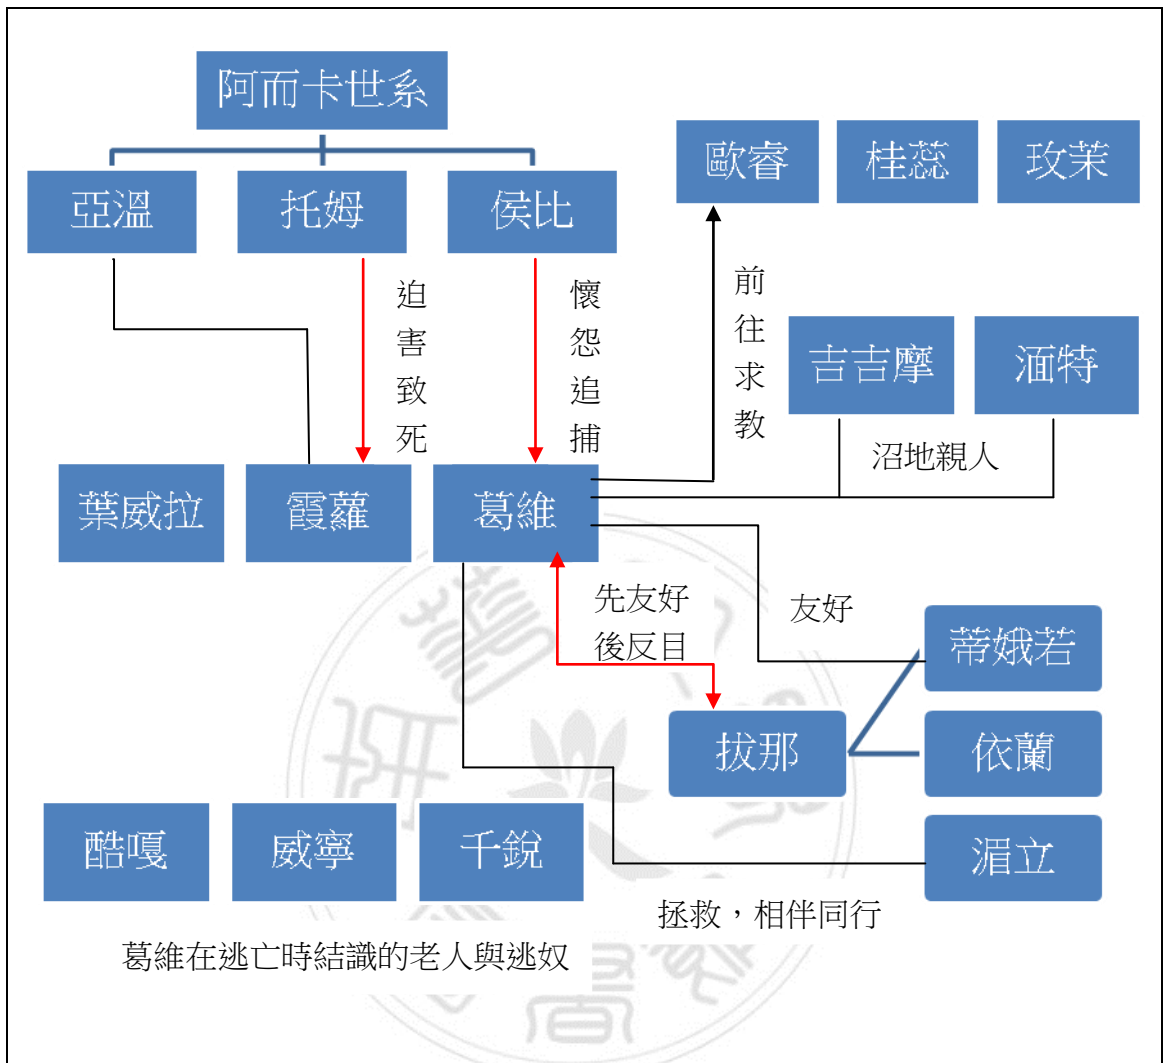 阿而卡世系
歐睿
桂蕊
玫茉
亞溫
托姆
侯比
迫害致死
懷怨追捕
前往求教
吉吉摩
湎特
沼地親人
葉威拉
霞蘿
葛維
先友好
後反目
友好
蒂娥若
拔那
依蘭
酷嘎
威寧
千銳
湄立
拯救，相伴同行
葛維在逃亡時結識的老人與逃奴